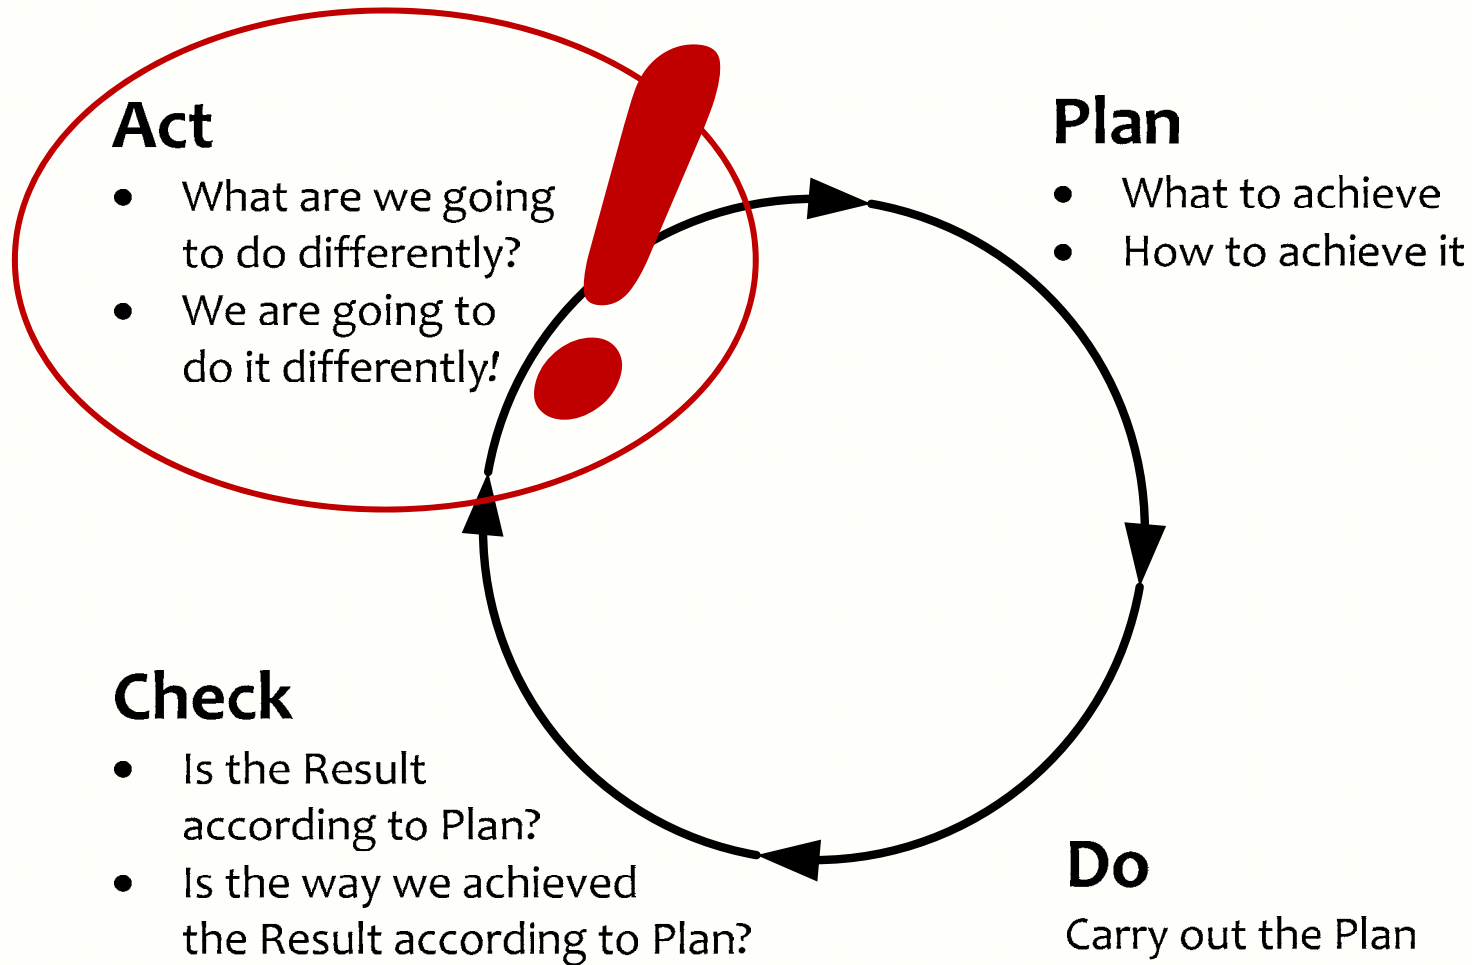 Act
• What are we going
to do differently?
• We are going to
do it differently!
Plan
• What to achieve
• How to achieve it
Check
• Is the Result
according to Plan?
• Is the way we achieved
the Result according to Plan?
Do
Carry out the Plan